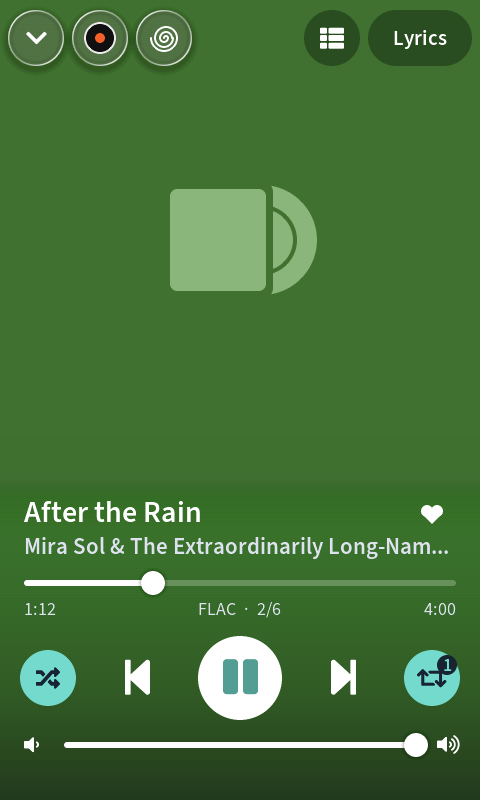 Lyrics
After the Rain
Mira Sol & The Extraordinarily Long-Nam...
1:12
FLAC · 2/6
4:00
1